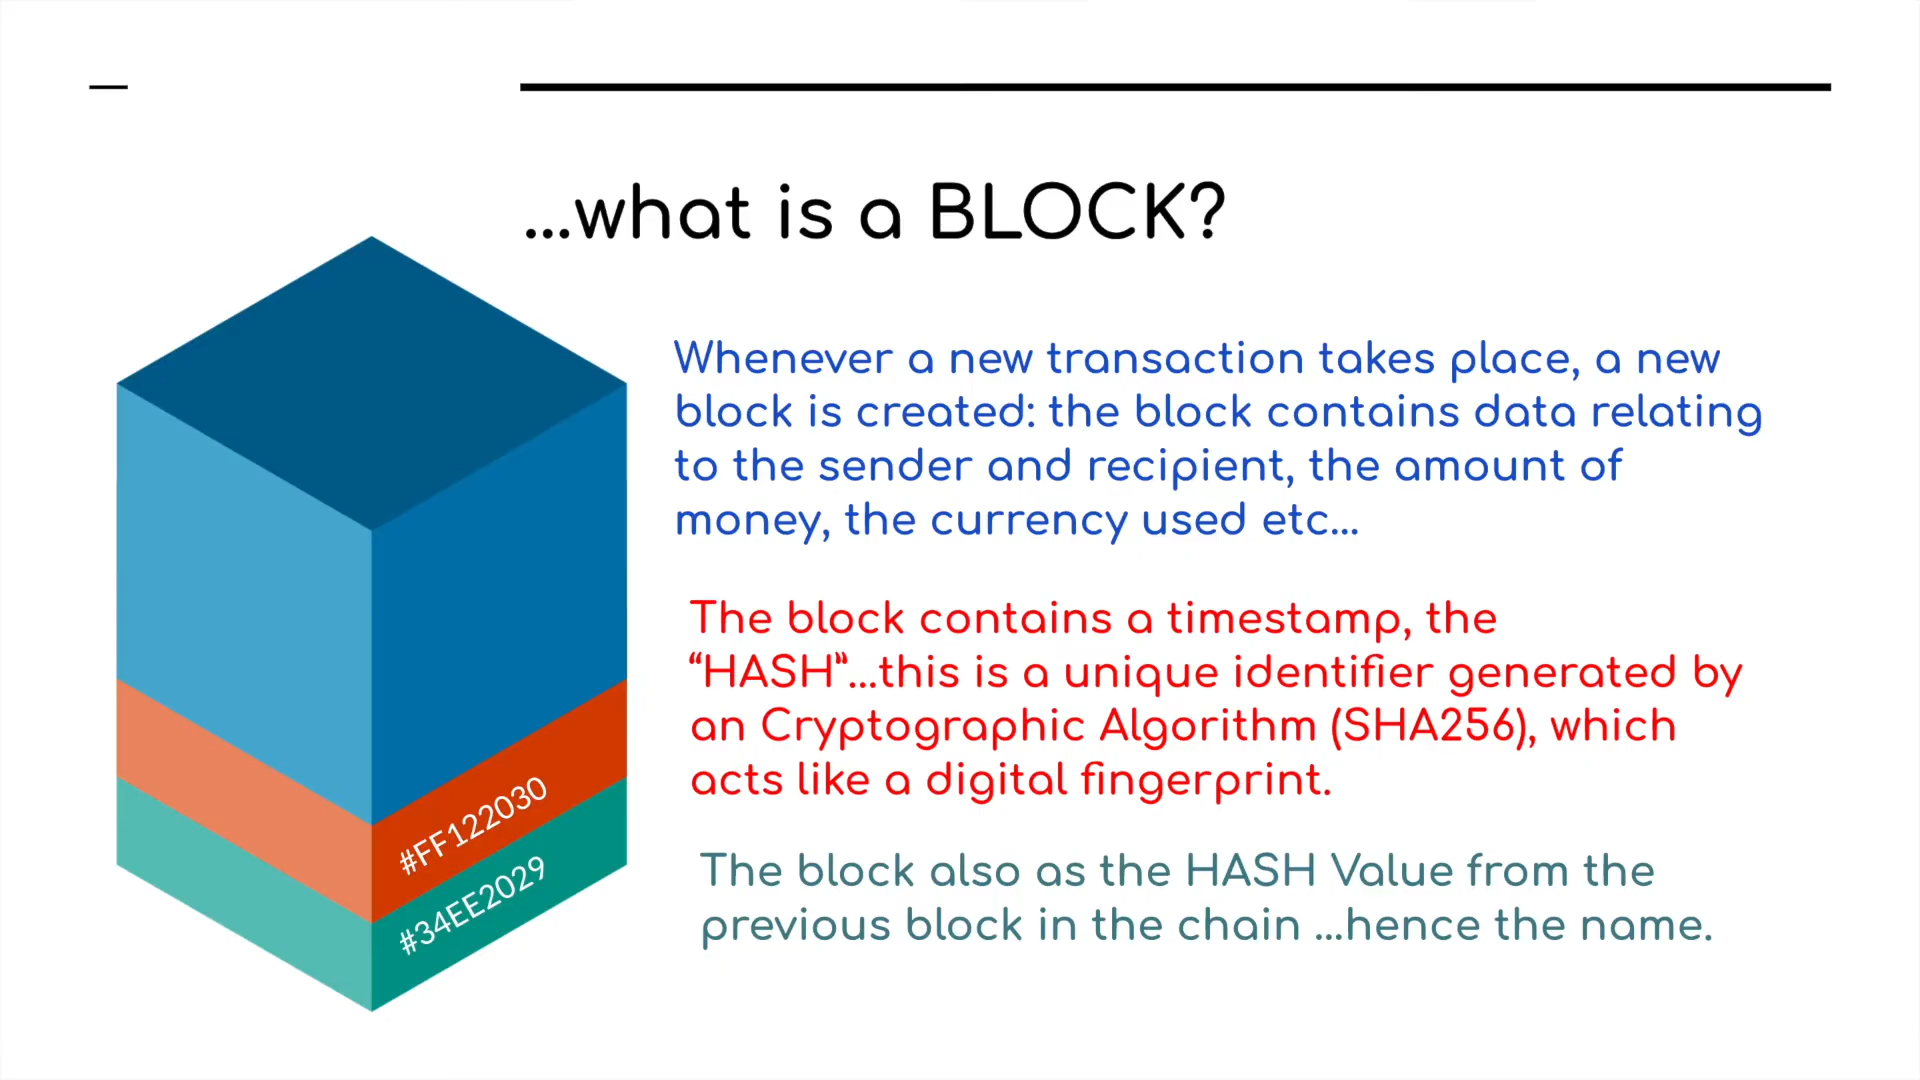 ...what is a BLOCK?
Whenever a new transaction takes place, a new
block is created: the block contains data relating
to the sender and recipient, the amount of
money, the currency used etc...
The block contains a timestamp, the
“HASH”...this is a unique identifier generated by
an Cryptographic Algorithm (SHA256), which
acts like a digital fingerprint.
The block also as the HASH Value from the
previous block in the chain ...hence the name.
#FF122030
#34EE2029